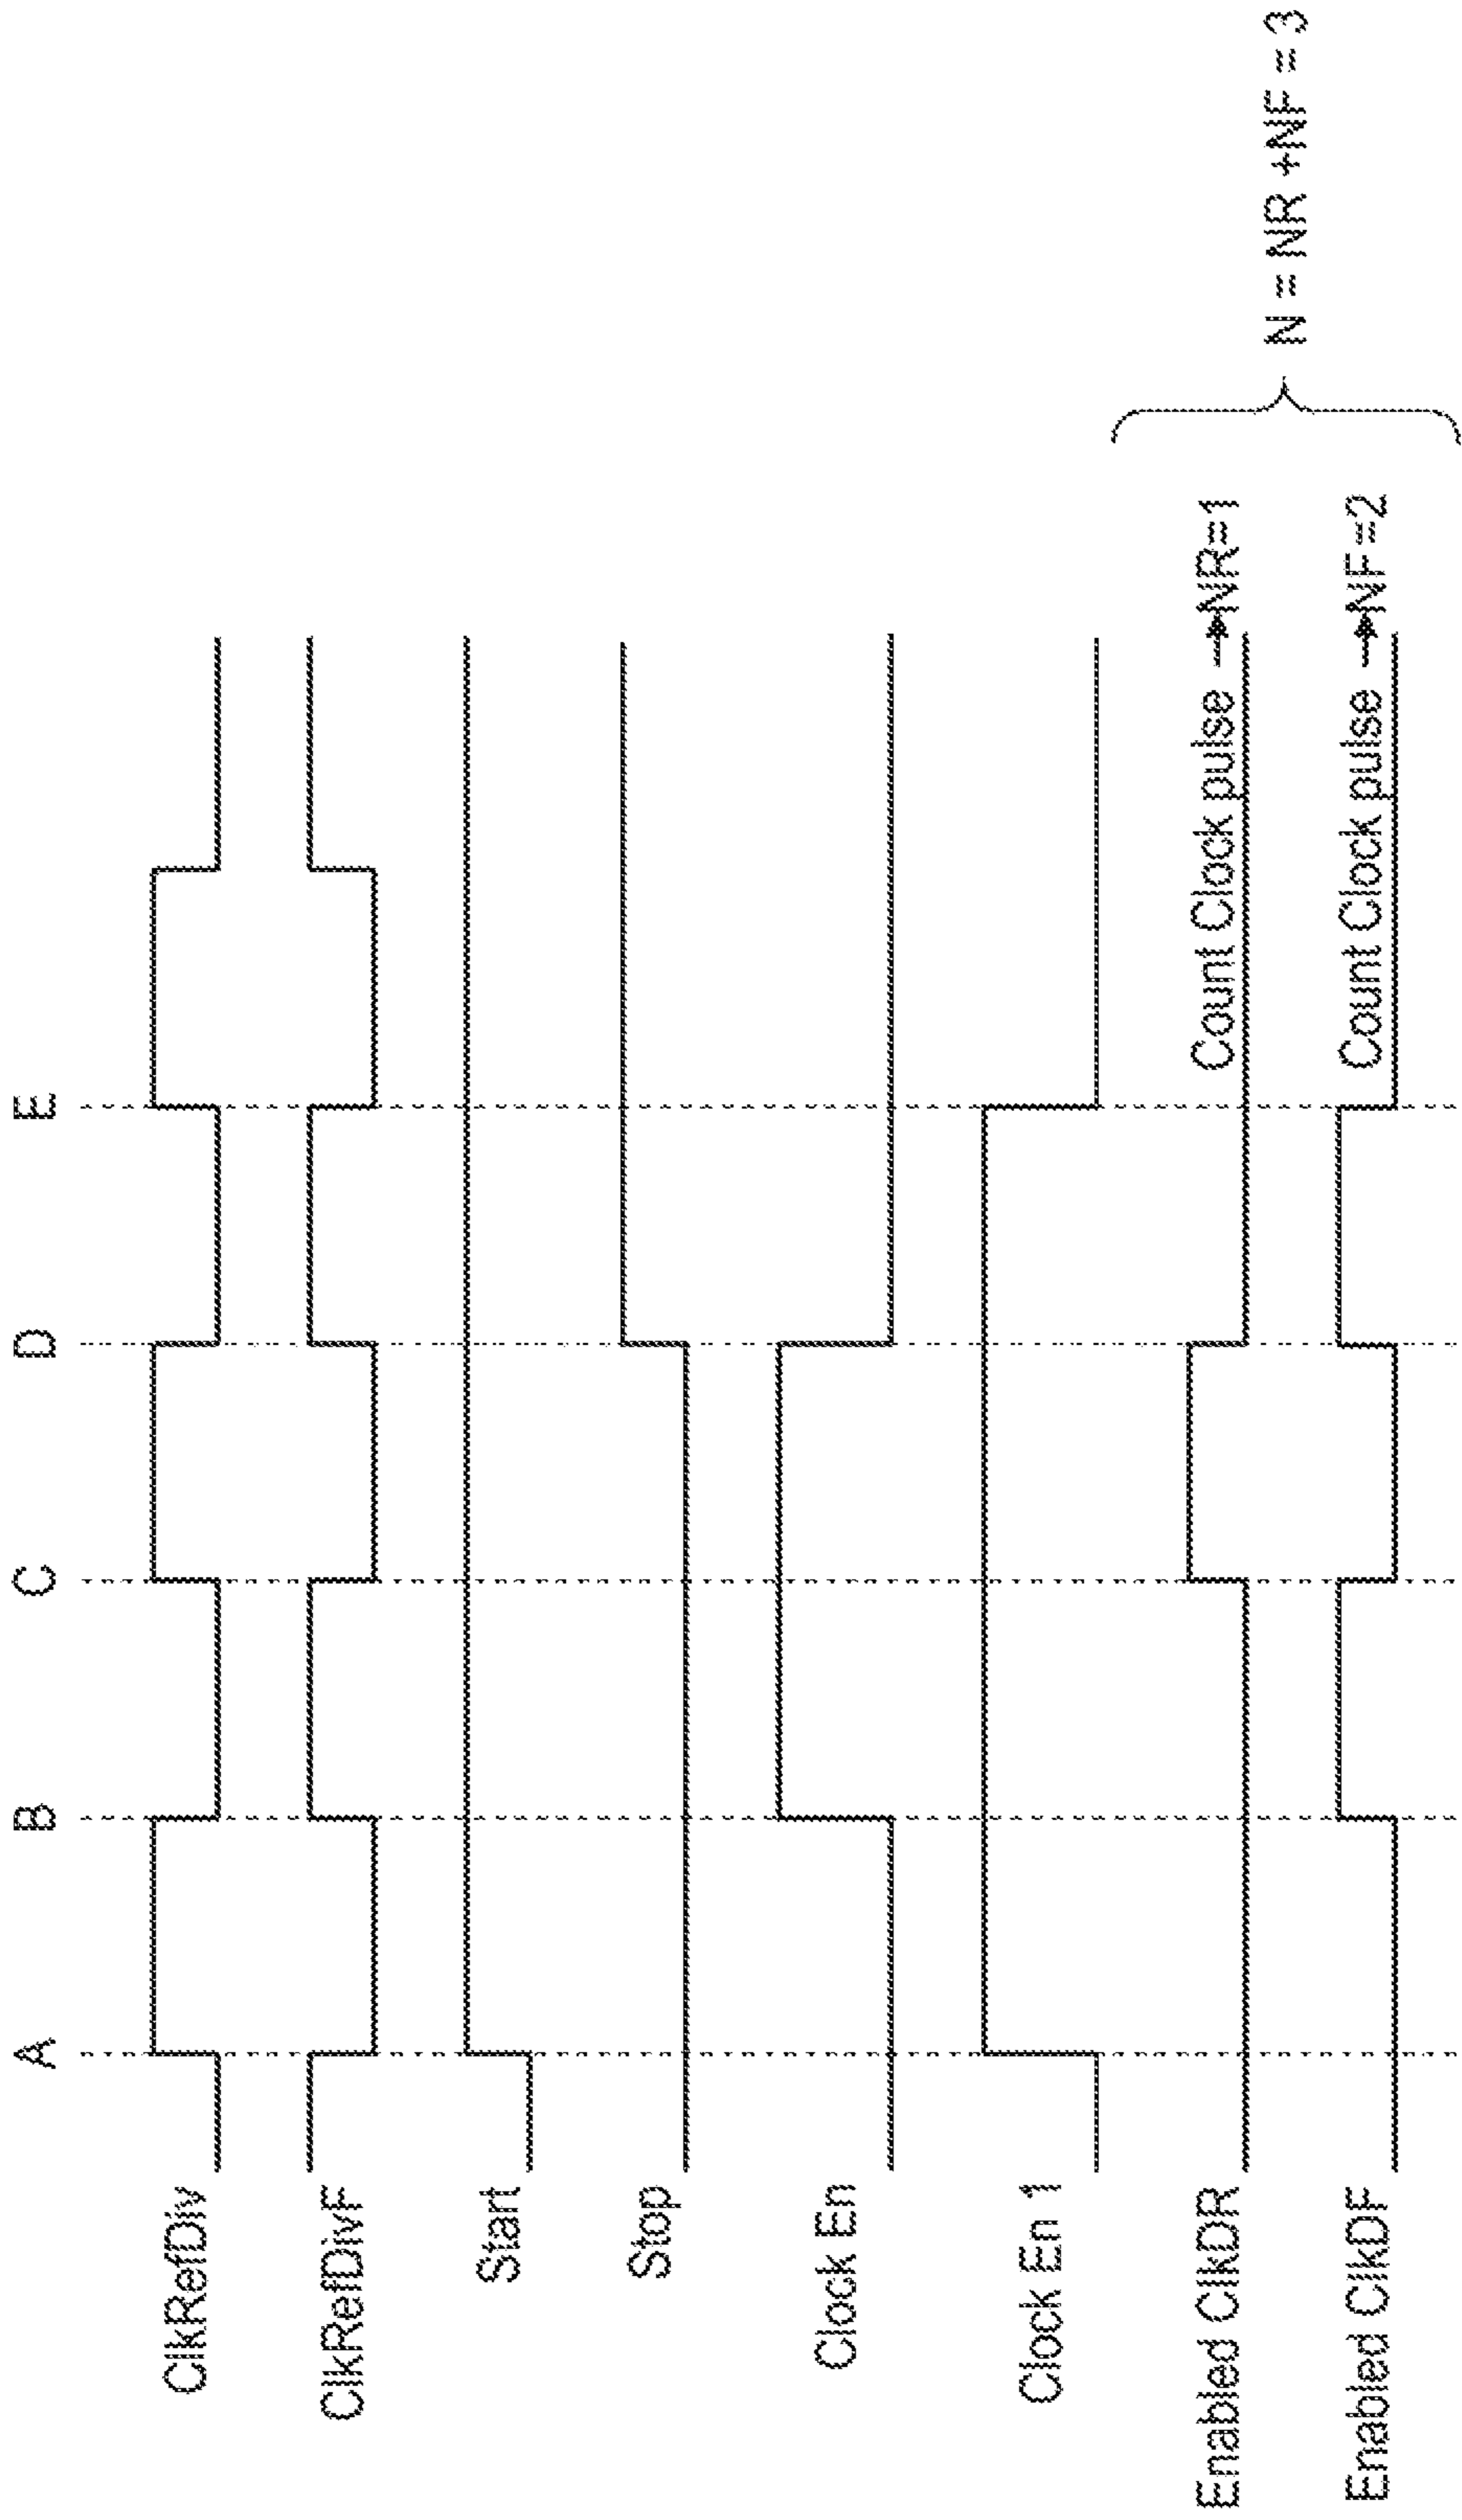 A B C D E
ClkRefDiv
ClkRefDivF
Start
Stop
Clock En
Clock En 1
Enabled ClkDR Count Clock pulse →NR=1
Enabled ClkDF Count Clock pulse →NF=2
N = NR +NF = 3